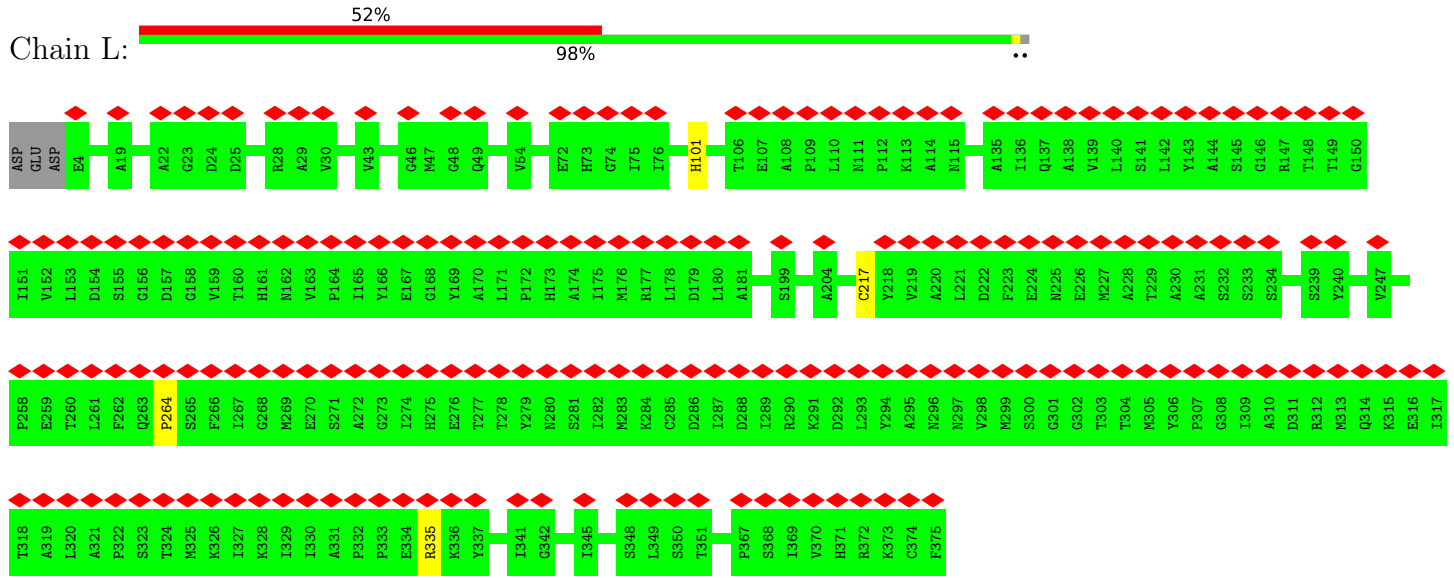 52%
Chain L:
98%
••
ASP GLU ASP E4 A19 A22 G23 D24 D25 R28 A29 V30 V43 G46 M47 G48 Q49 V54 E72 H73 G74 I75 I76 H101 T106 E107 A108 P109 L110 N111 P112 K113 A114 N115 A135 I136 Q137 A138 V139 L140 S141 L142 Y143 A144 S145 G146 R147 T148 T149 G150
I151 V152 L153 D154 S155 G156 D157 G158 V159 T160 H161 N162 V163 P164 I165 Y166 E167 G168 Y169 A170 L171 P172 H173 A174 I175 M176 R177 L178 D179 L180 A181 S199 A204 C217 Y218 V219 A220 L221 D222 F223 E224 N225 E226 M227 A228 T229 A230 A231 S232 S233 S234 S239 Y240 V247
P258 E259 T260 L261 F262 Q263 P264 S265 F266 I267 G268 M269 E270 S271 A272 G273 I274 H275 E276 T277 T278 Y279 N280 S281 I282 M283 K284 C285 D286 I287 D288 I289 R290 K291 D292 L293 Y294 A295 N296 N297 V298 M299 S300 G301 G302 T303 T304 M305 Y306 P307 G308 I309 A310 D311 R312 M313 Q314 K315 E316 I317
T318 A319 L320 A321 P322 S323 T324 M325 K326 I327 K328 I329 I330 A331 P332 P333 E334 R335 K336 Y337 I341 G342 I345 S348 L349 S350 T351 P367 S368 I369 V370 H371 R372 K373 C374 F375